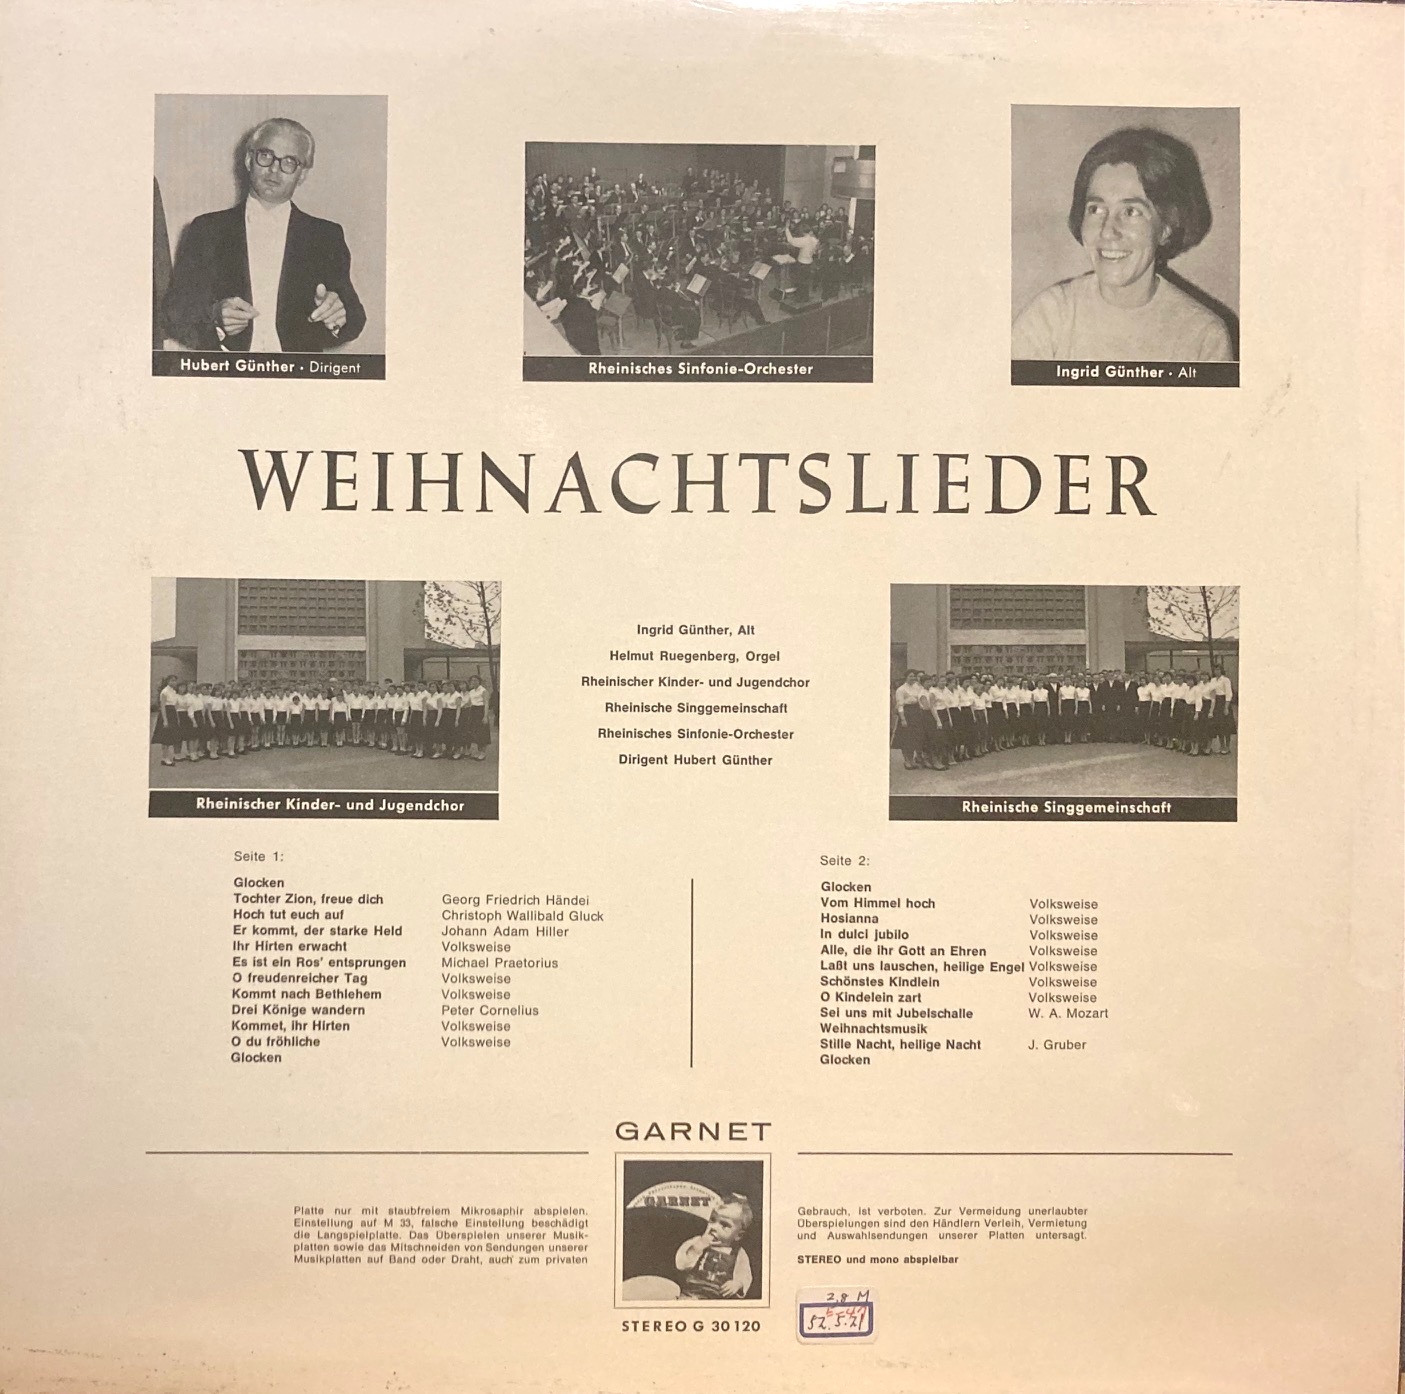 Hubert Günther · Dirigent
Rheinisches Sinfonie-Orchester
Ingrid Günther · Alt
WEIHNACHTSLIEDER
Ingrid Günther, Alt
Helmut Ruegenberg, Orgel
Rheinischer Kinder- und Jugendchor
Rheinische Singgemeinschaft
Rheinisches Sinfonie-Orchester
Dirigent Hubert Günther
Rheinischer Kinder- und Jugendchor
Rheinische Singgemeinschaft
Seite 1:
Glocken
Tochter Zion, freue dich Georg Friedrich Händel
Hoch tut euch auf Christoph Wallibald Gluck
Er kommt, der starke Held Johann Adam Hiller
Ihr Hirten erwacht Volksweise
Es ist ein Ros' entsprungen Michael Praetorius
O freudenreicher Tag Volksweise
Kommt nach Bethlehem Volksweise
Drei Könige wandern Peter Cornelius
Kommet, ihr Hirten Volksweise
O du fröhliche Volksweise
Glocken
Seite 2:
Glocken
Vom Himmel hoch Volksweise
Hosianna Volksweise
In dulci jubilo Volksweise
Alle, die ihr Gott an Ehren Volksweise
Laßt uns lauschen, heilige Engel Volksweise
Schönstes Kindlein Volksweise
O Kindelein zart Volksweise
Sei uns mit Jubelschalle W. A. Mozart
Weihnachtsmusik
Stille Nacht, heilige Nacht J. Gruber
Glocken
GARNET
GARNET
Platte nur mit staubfreiem Mikrosaphir abspielen.
Einstellung auf M 33, falsche Einstellung beschädigt
die Langspielplatte. Das Überspielen unserer Musik-
platten sowie das Mitschneiden von Sendungen unserer
Musikplatten auf Band oder Draht, auch zum privaten
Gebrauch, ist verboten. Zur Vermeidung unerlaubter
Überspielungen sind den Händlern Verleih, Vermietung
und Auswahlsendungen unserer Platten untersagt.
STEREO und mono abspielbar
STEREO G 30 120
2,8 M
52.5.21